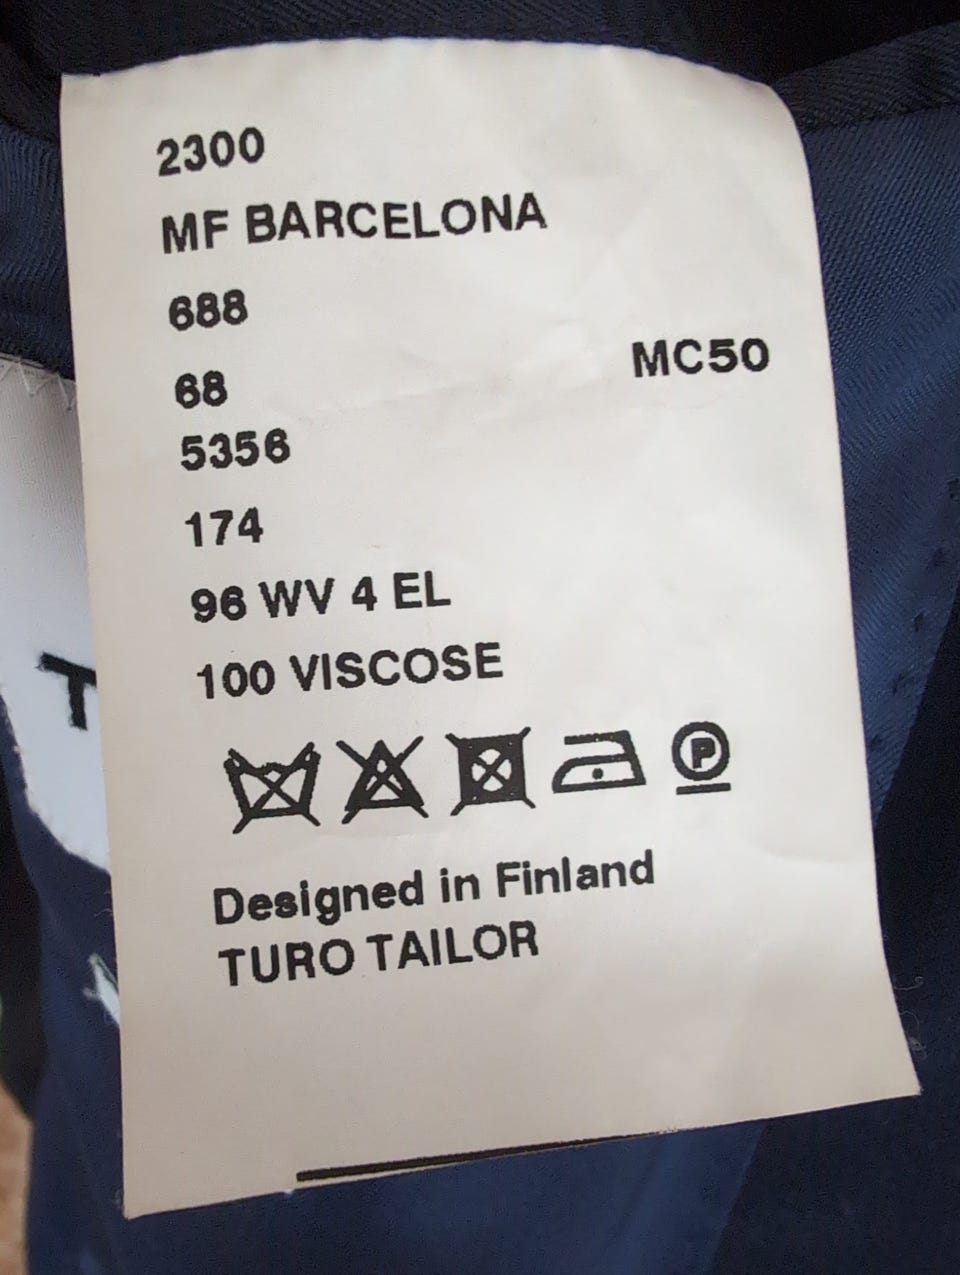 2300
MF BARCELONA
688
68 MC50
5356
174
96 WV 4 EL
100 VISCOSE
P
Designed in Finland
TURO TAILOR
T